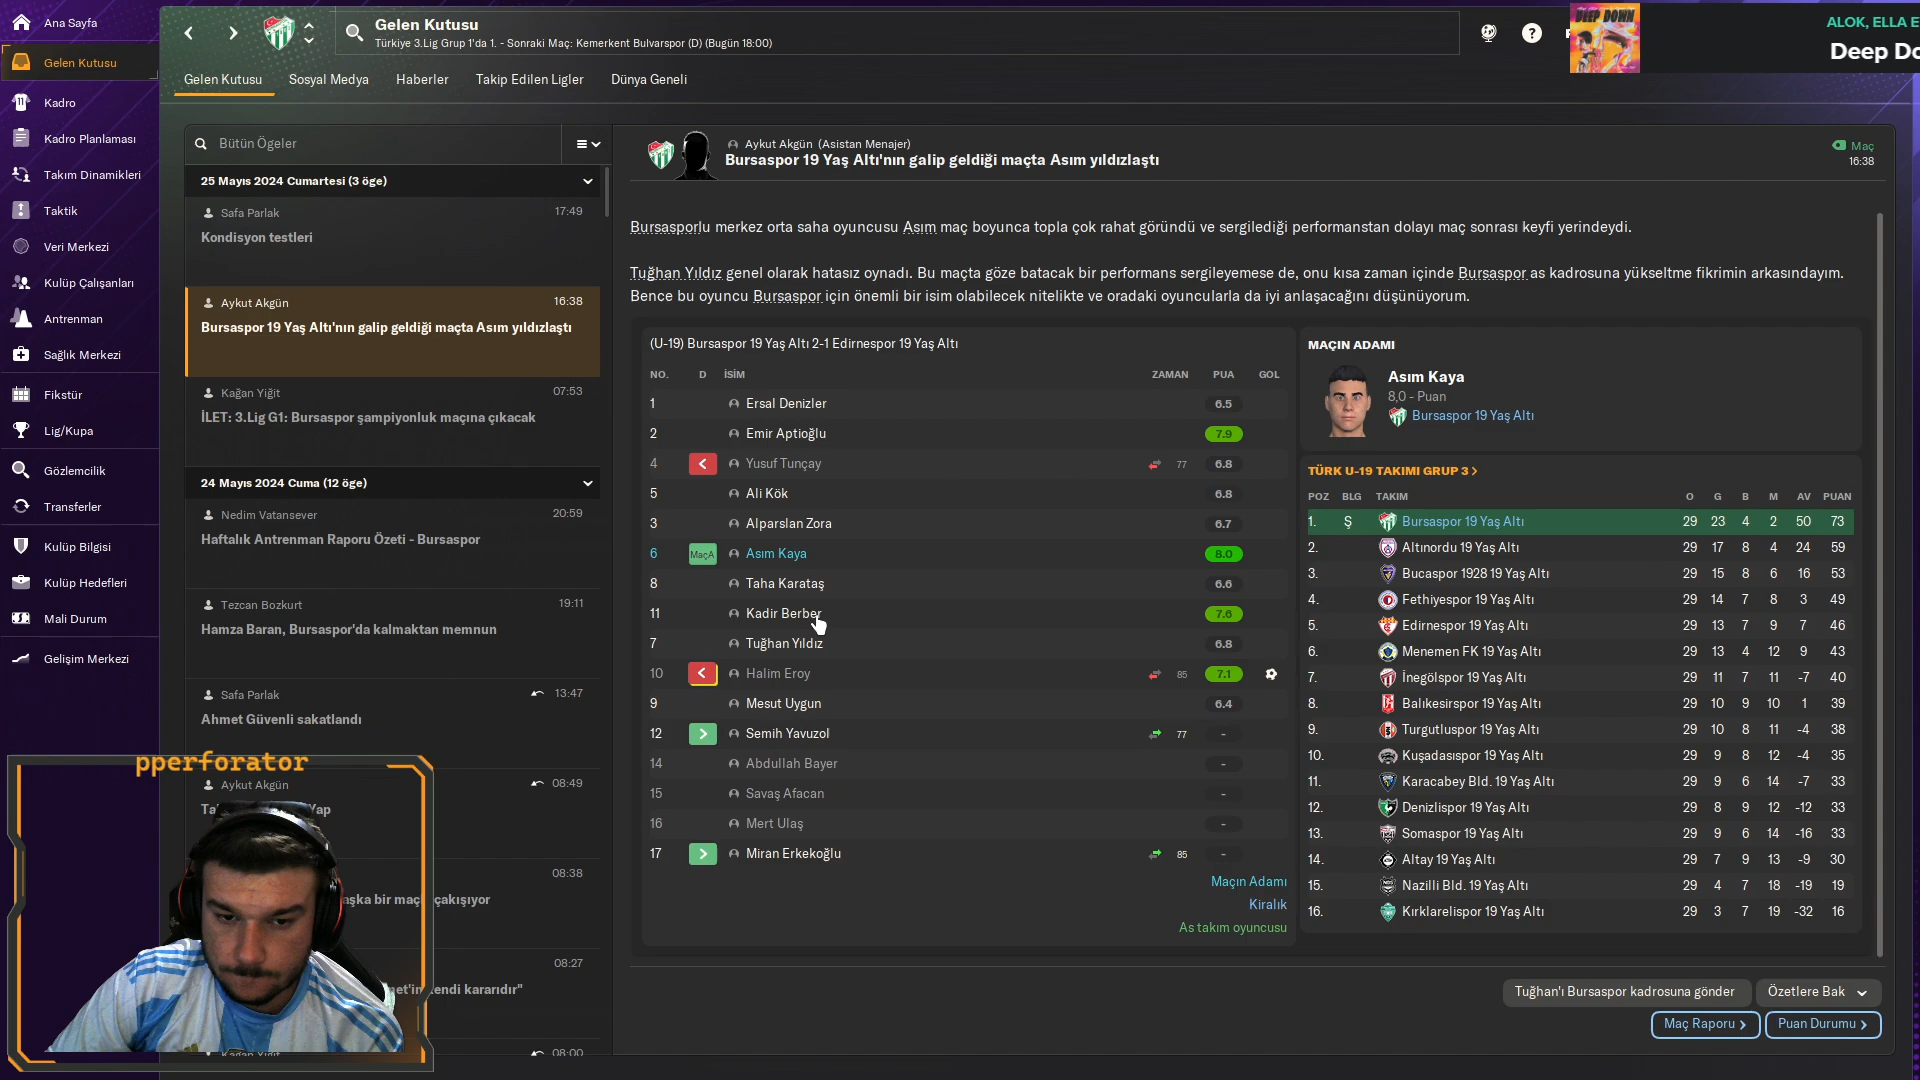 Ana Sayfa
Gelen Kutusu
Kadro
Kadro Planlaması
Takım Dinamikleri
Taktik
Veri Merkezi
Kulüp Çalışanları
Antrenman
Sağlık Merkezi
Fikstür
Lig/Kupa
Gözlemcilik
Transferler
Kulüp Bilgisi
Kulüp Hedefleri
Mali Durum
Gelişim Merkezi
Gelen Kutusu
Türkiye 3.Lig Grup 1'da 1. - Sonraki Maç: Kemerkent Bulvarspor (D) (Bugün 18:00)
DEEP DOWN
ALOK, ELLA E
Deep Do
Gelen Kutusu Sosyal Medya Haberler Takip Edilen Ligler Dünya Geneli
Bütün Ögeler
25 Mayıs 2024 Cumartesi (3 öge)
Safa Parlak 17:49
Kondisyon testleri
Aykut Akgün 16:38
Bursaspor 19 Yaş Altı'nın galip geldiği maçta Asım yıldızlaştı
Kağan Yiğit 07:53
İLET: 3.Lig G1: Bursaspor şampiyonluk maçına çıkacak
24 Mayıs 2024 Cuma (12 öge)
Nedim Vatansever 20:59
Haftalık Antrenman Raporu Özeti - Bursaspor
Tezcan Bozkurt 19:11
Hamza Baran, Bursaspor'da kalmaktan memnun
Safa Parlak 13:47
Ahmet Güvenli sakatlandı
pperforator
Aykut Akgün 08:49
08:38
çakışıyor
08:27
kararıdır"
Kağan Yiğit 08:00
Aykut Akgün (Asistan Menajer)
Bursaspor 19 Yaş Altı'nın galip geldiği maçta Asım yıldızlaştı
Maç
16:38
Bursasporlu merkez orta saha oyuncusu Asım maç boyunca topla çok rahat göründü ve sergilediği performanstan dolayı maç sonrası keyfi yerindeydi.
Tuğhan Yıldız genel olarak hatasız oynadı. Bu maçta göze batacak bir performans sergileyemese de, onu kısa zaman içinde Bursaspor as kadrosuna yükseltme fikrimin arkasındayım.
Bence bu oyuncu Bursaspor için önemli bir isim olabilecek nitelikte ve oradaki oyuncularla da iyi anlaşacağını düşünüyorum.
(U-19) Bursaspor 19 Yaş Altı 2-1 Edirnespor 19 Yaş Altı
NO. D İSİM ZAMAN PUA GOL
1 Ersal Denizler 6.5
2 Emir Aptioğlu 7.9
4 Yusuf Tunçay 77 6.8
5 Ali Kök 6.8
3 Alparslan Zora 6.7
6 MaçA Asım Kaya 8.0
8 Taha Karataş 6.6
11 Kadir Berber 7.6
7 Tuğhan Yıldız 6.8
10 Halim Eroy 85 7.1
9 Mesut Uygun 6.4
12 Semih Yavuzol 77 -
14 Abdullah Bayer -
15 Savaş Afacan -
16 Mert Ulaş -
17 Miran Erkekoğlu 85 -
Maçın Adamı
Kiralık
As takım oyuncusu
MAÇIN ADAMI
Asım Kaya
8,0 - Puan
Bursaspor 19 Yaş Altı
TÜRK U-19 TAKIMI GRUP 3 >
POZ BLG TAKIM O G B M AV PUAN
1. Ş Bursaspor 19 Yaş Altı 29 23 4 2 50 73
2. Altınordu 19 Yaş Altı 29 17 8 4 24 59
3. Bucaspor 1928 19 Yaş Altı 29 15 8 6 16 53
4. Fethiyespor 19 Yaş Altı 29 14 7 8 3 49
5. Edirnespor 19 Yaş Altı 29 13 7 9 7 46
6. Menemen FK 19 Yaş Altı 29 13 4 12 9 43
7. İnegölspor 19 Yaş Altı 29 11 7 11 -7 40
8. Balıkesirspor 19 Yaş Altı 29 10 9 10 1 39
9. Turgutluspor 19 Yaş Altı 29 10 8 11 -4 38
10. Kuşadasıspor 19 Yaş Altı 29 9 8 12 -4 35
11. Karacabey Bld. 19 Yaş Altı 29 9 6 14 -7 33
12. Denizlispor 19 Yaş Altı 29 8 9 12 -12 33
13. Somaspor 19 Yaş Altı 29 9 6 14 -16 33
14. Altay 19 Yaş Altı 29 7 9 13 -9 30
15. Nazilli Bld. 19 Yaş Altı 29 4 7 18 -19 19
16. Kırklarelispor 19 Yaş Altı 29 3 7 19 -32 16
Tuğhan'ı Bursaspor kadrosuna gönder
Özetlere Bak
Maç Raporu >
Puan Durumu >